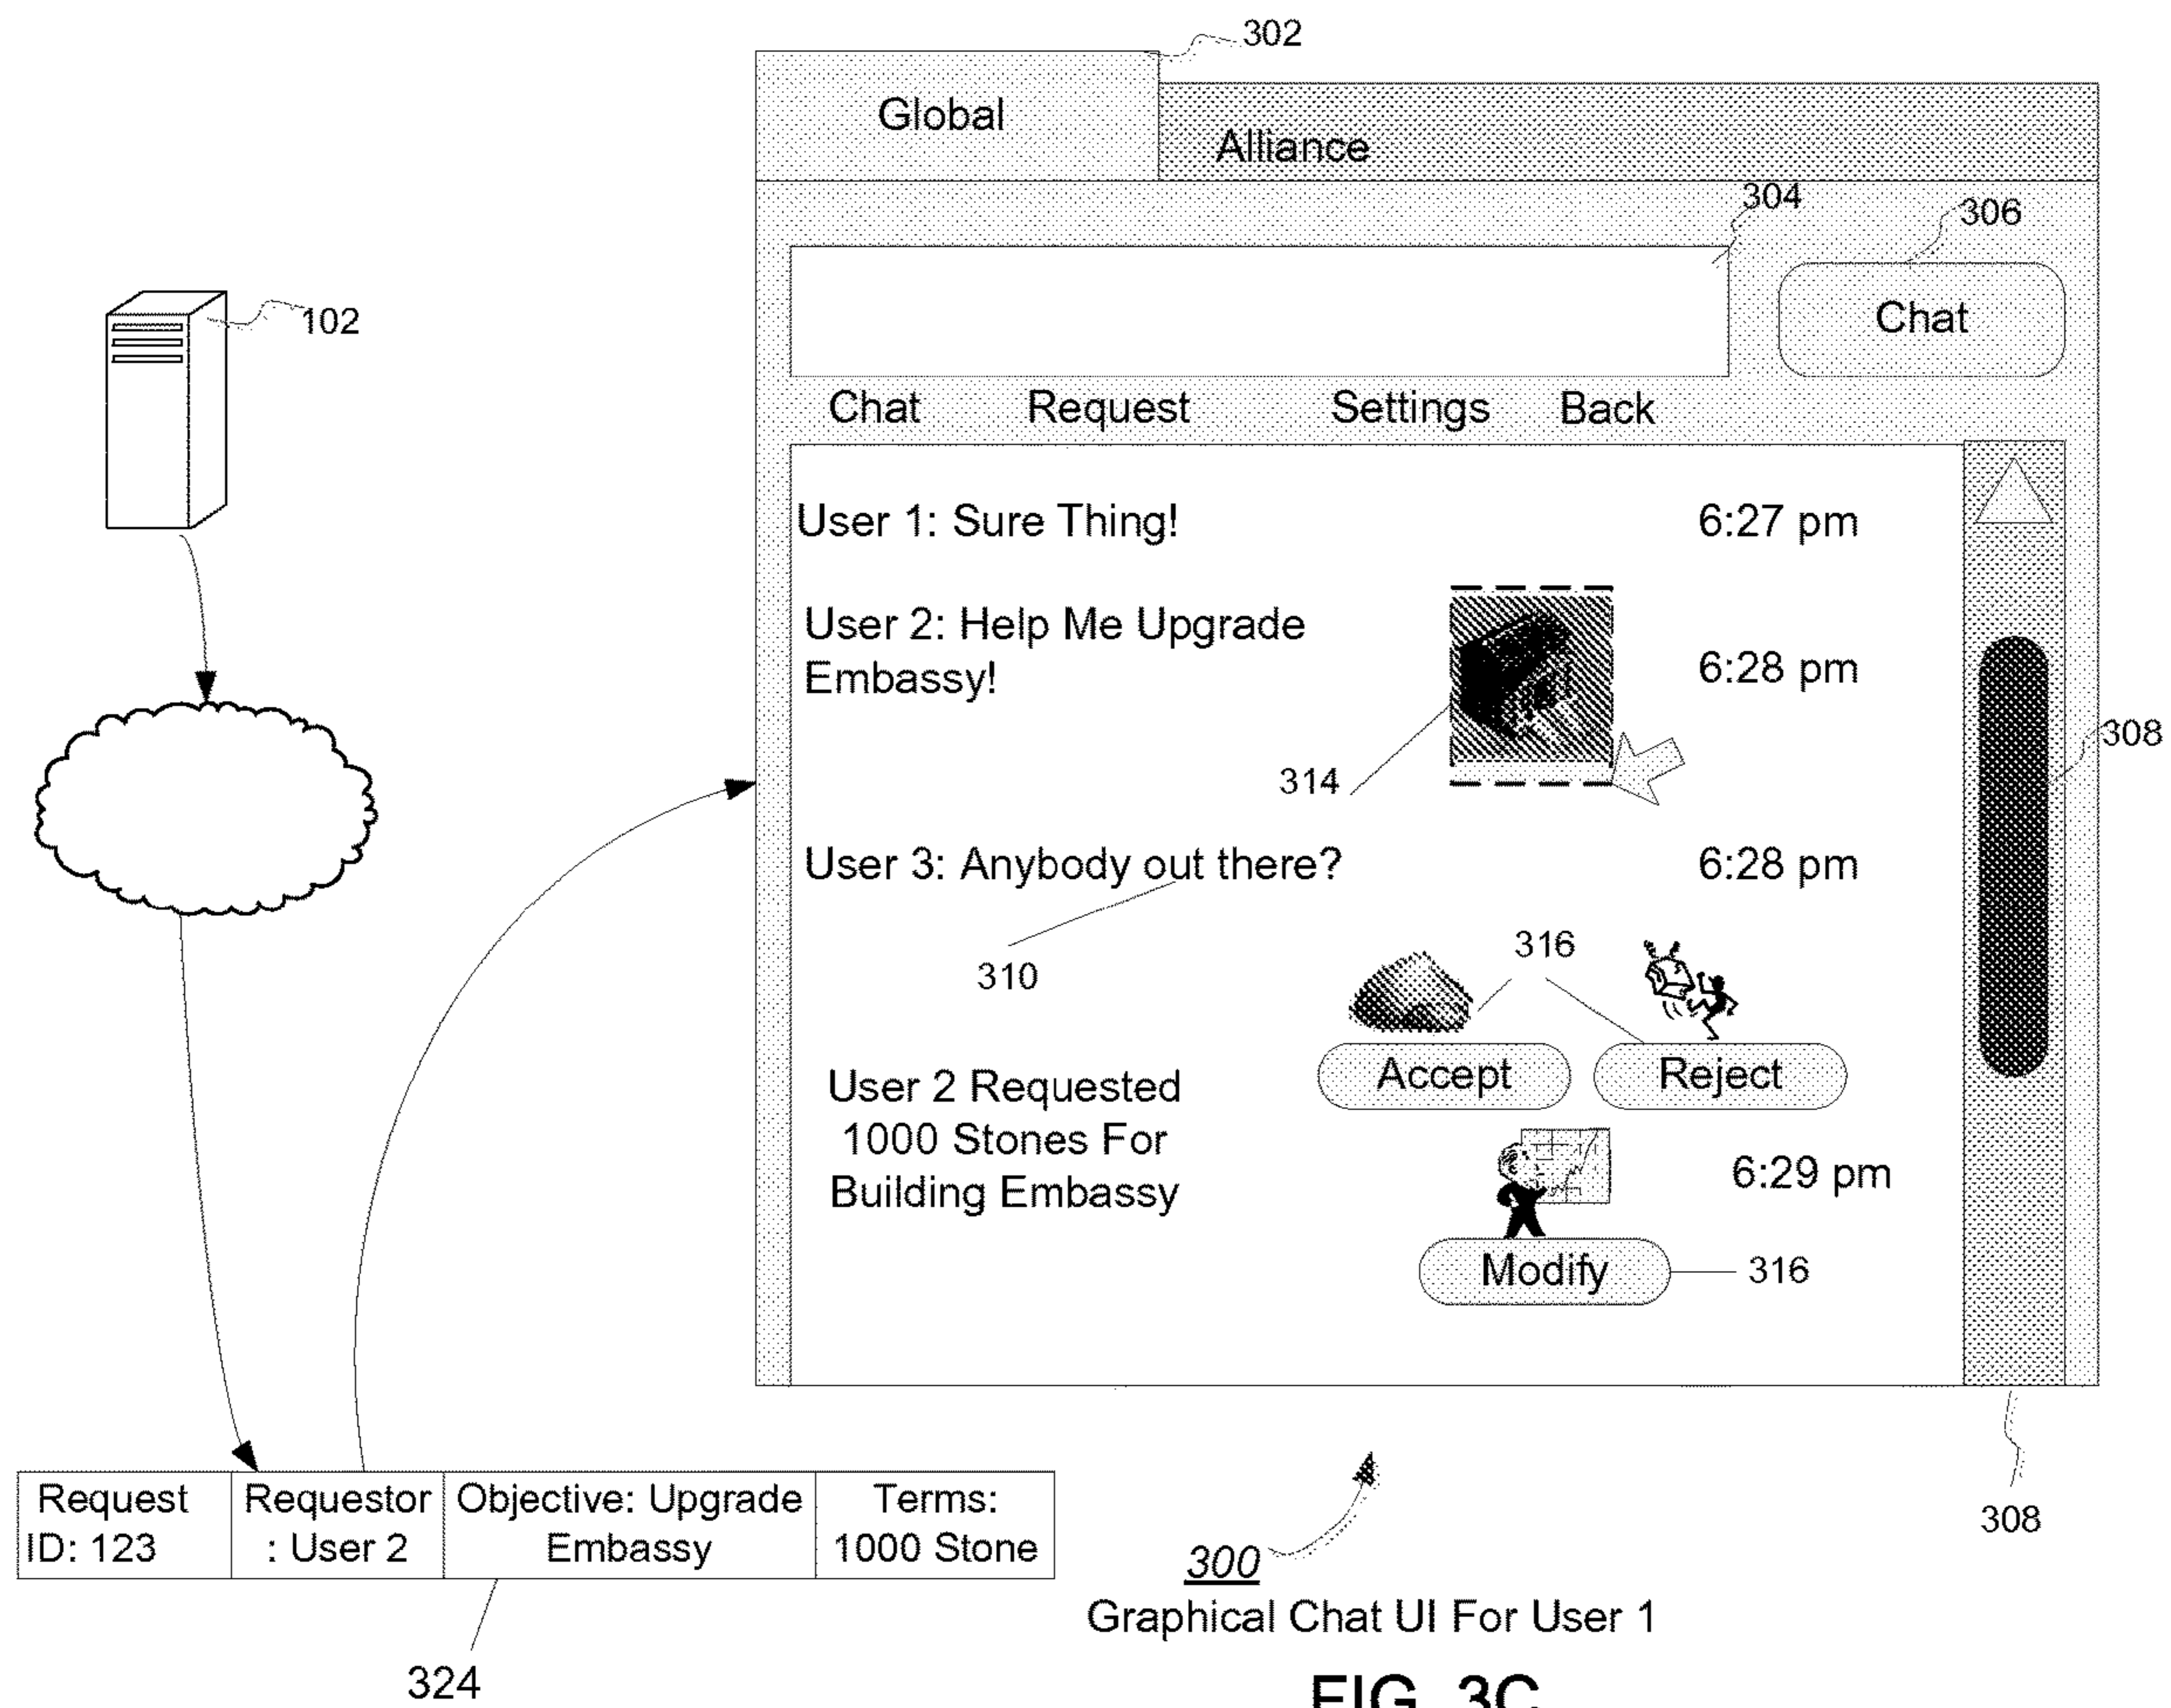 302
Global
Alliance
304
306
Chat
102
Chat Request Settings Back
User 1: Sure Thing! 6:27 pm
User 2: Help Me Upgrade
Embassy!
6:28 pm
308
314
User 3: Anybody out there? 6:28 pm
310
316
Accept Reject
User 2 Requested
1000 Stones For
Building Embassy
6:29 pm
Modify
316
Request
ID: 123
Requestor
: User 2
Objective: Upgrade
Embassy
Terms:
1000 Stone
308
300
Graphical Chat UI For User 1
324
FIG. 3C